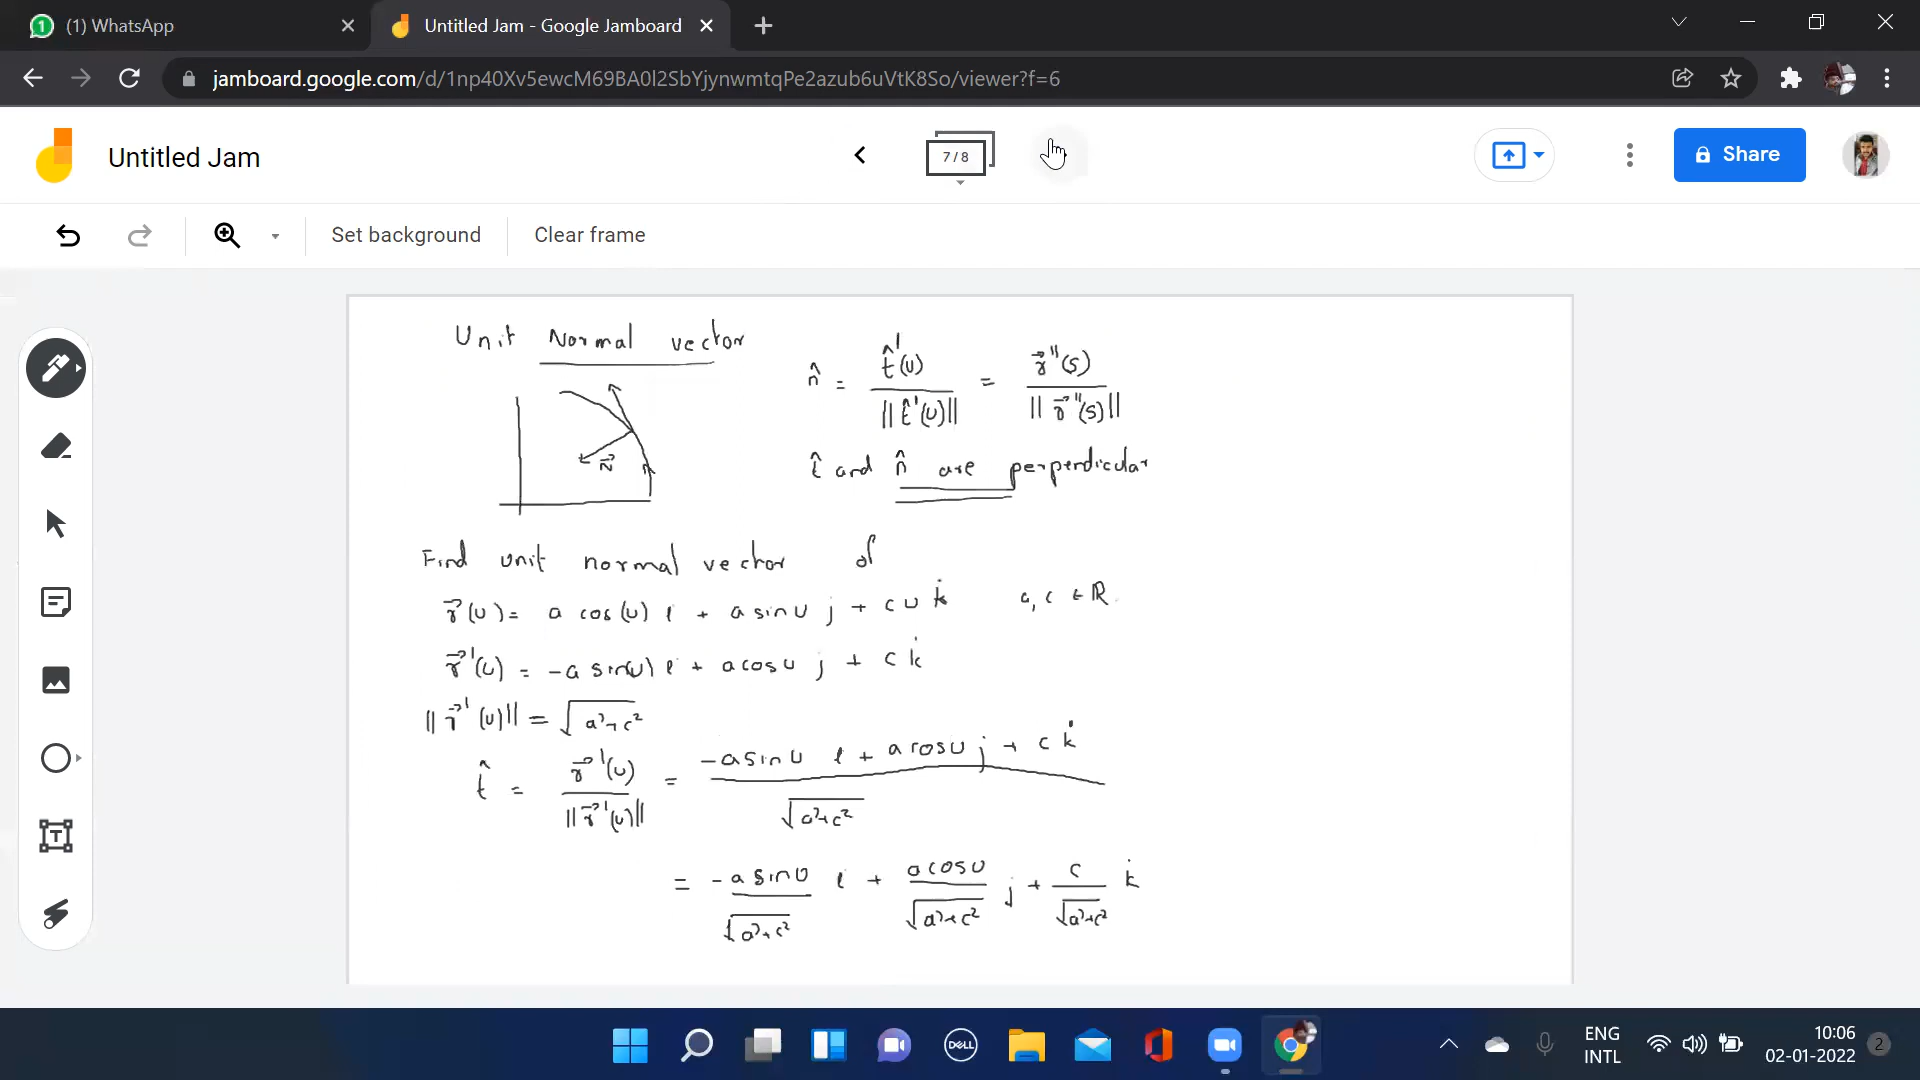 (1) WhatsApp
Untitled Jam - Google Jamboard
jamboard.google.com/d/1np40Xv5ewcM69BA0l2SbYjynwmtqPe2azub6uVtK8So/viewer?f=6
Untitled Jam
7 / 8
Share
Set background
Clear frame
Unit Normal vector
n̂ = t̂'(u) / ||t̂'(u)|| = r⃗''(s) / ||r⃗''(s)||
N⃗
t̂ and n̂ are perpendicular
Find unit normal vector of
r⃗(u) = a cos(u) i + a sin u j + c u k a, c ∈ ℝ
r⃗'(u) = -a sin(u) i + a cos u j + c k
||r⃗'(u)|| = √(a²+c²)
t̂ = r⃗'(u) / ||r⃗'(u)|| = (-a sin u i + a cos u j + c k) / √(a²+c²)
= -a sin u / √(a²+c²) i + a cos u / √(a²+c²) j + c / √(a²+c²) k
DELL
ENG
INTL
10:06
02-01-2022
2